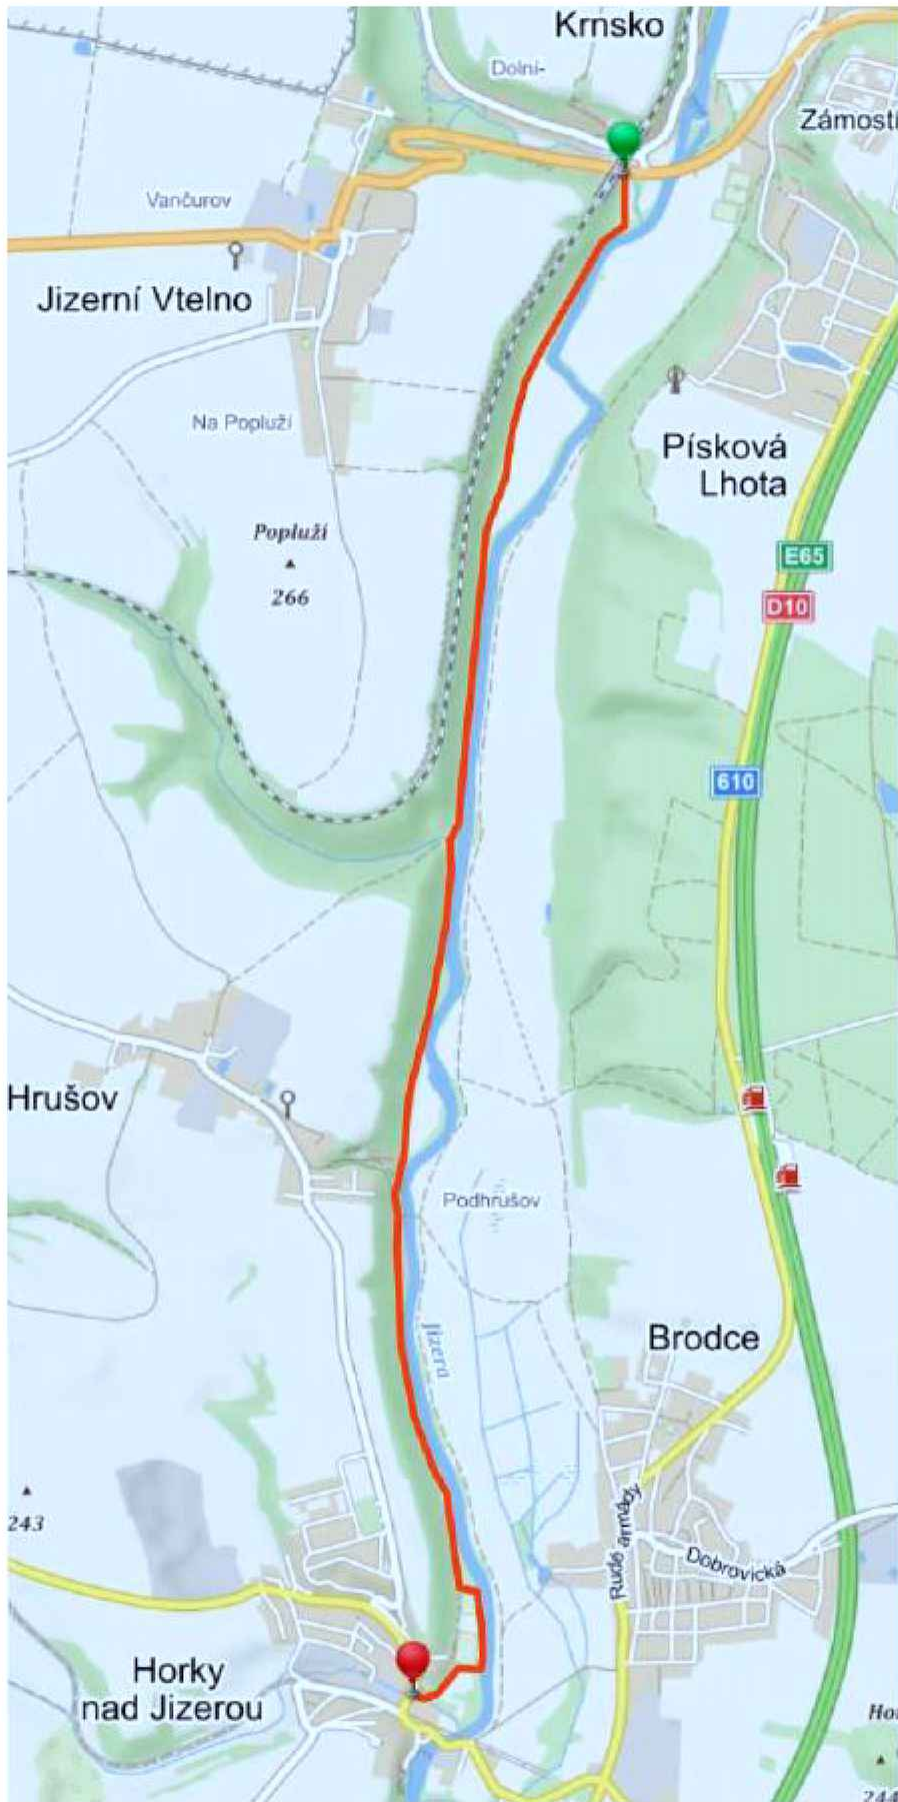 Krnsko
Dolní-
Zámostí
Vančurov
Jizerní Vtelno
Na Popluží
Písková
Lhota
Popluží
266
E65
D10
610
Hrušov
Podhrušov
Jizera
Brodce
243
Rudé armády
Dobrovická
Horky
nad Jizerou
Hor
244